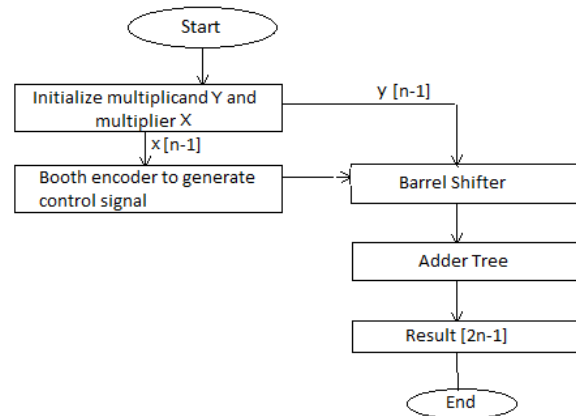 Start
Initialize multiplicand Y and
multiplier X
y [n-1]
x [n-1]
Booth encoder to generate
control signal
Barrel Shifter
Adder Tree
Result [2n-1]
End